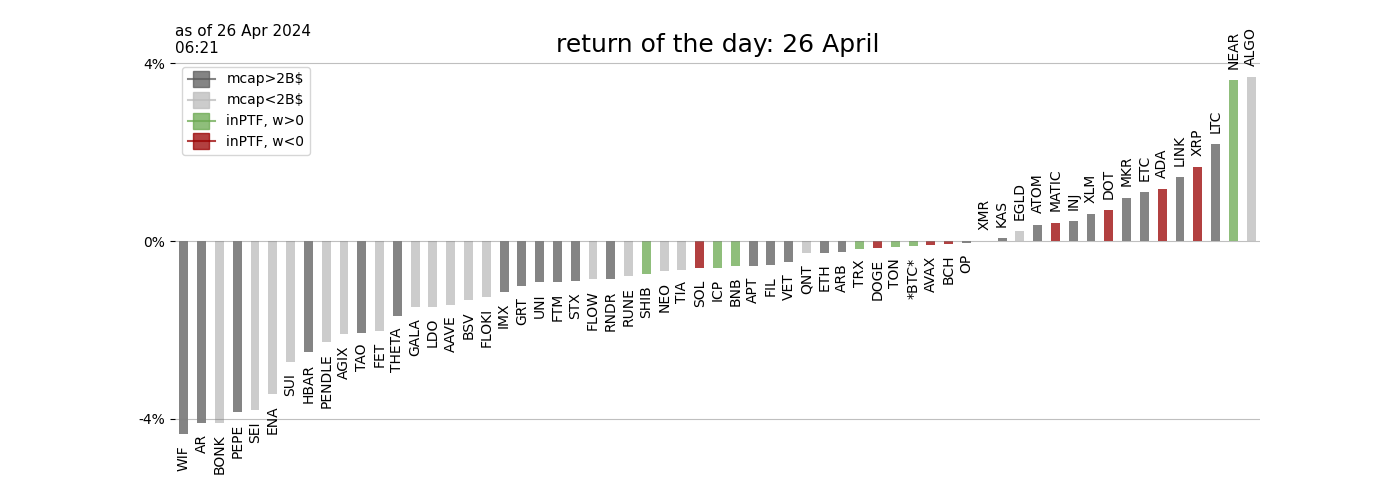 as of 26 Apr 2024
06:21
return of the day: 26 April
4%
0%
-4%
mcap>2B$
mcap<2B$
inPTF, w>0
inPTF, w<0
WIF
AR
BONK
PEPE
SEI
ENA
SUI
HBAR
PENDLE
AGIX
TAO
FET
THETA
GALA
LDO
AAVE
BSV
FLOKI
IMX
GRT
UNI
FTM
STX
FLOW
RNDR
RUNE
SHIB
NEO
TIA
SOL
ICP
BNB
APT
FIL
VET
QNT
ETH
ARB
TRX
DOGE
TON
*BTC*
AVAX
BCH
OP
XMR
KAS
EGLD
ATOM
MATIC
INJ
XLM
DOT
MKR
ETC
ADA
LINK
XRP
LTC
NEAR
ALGO